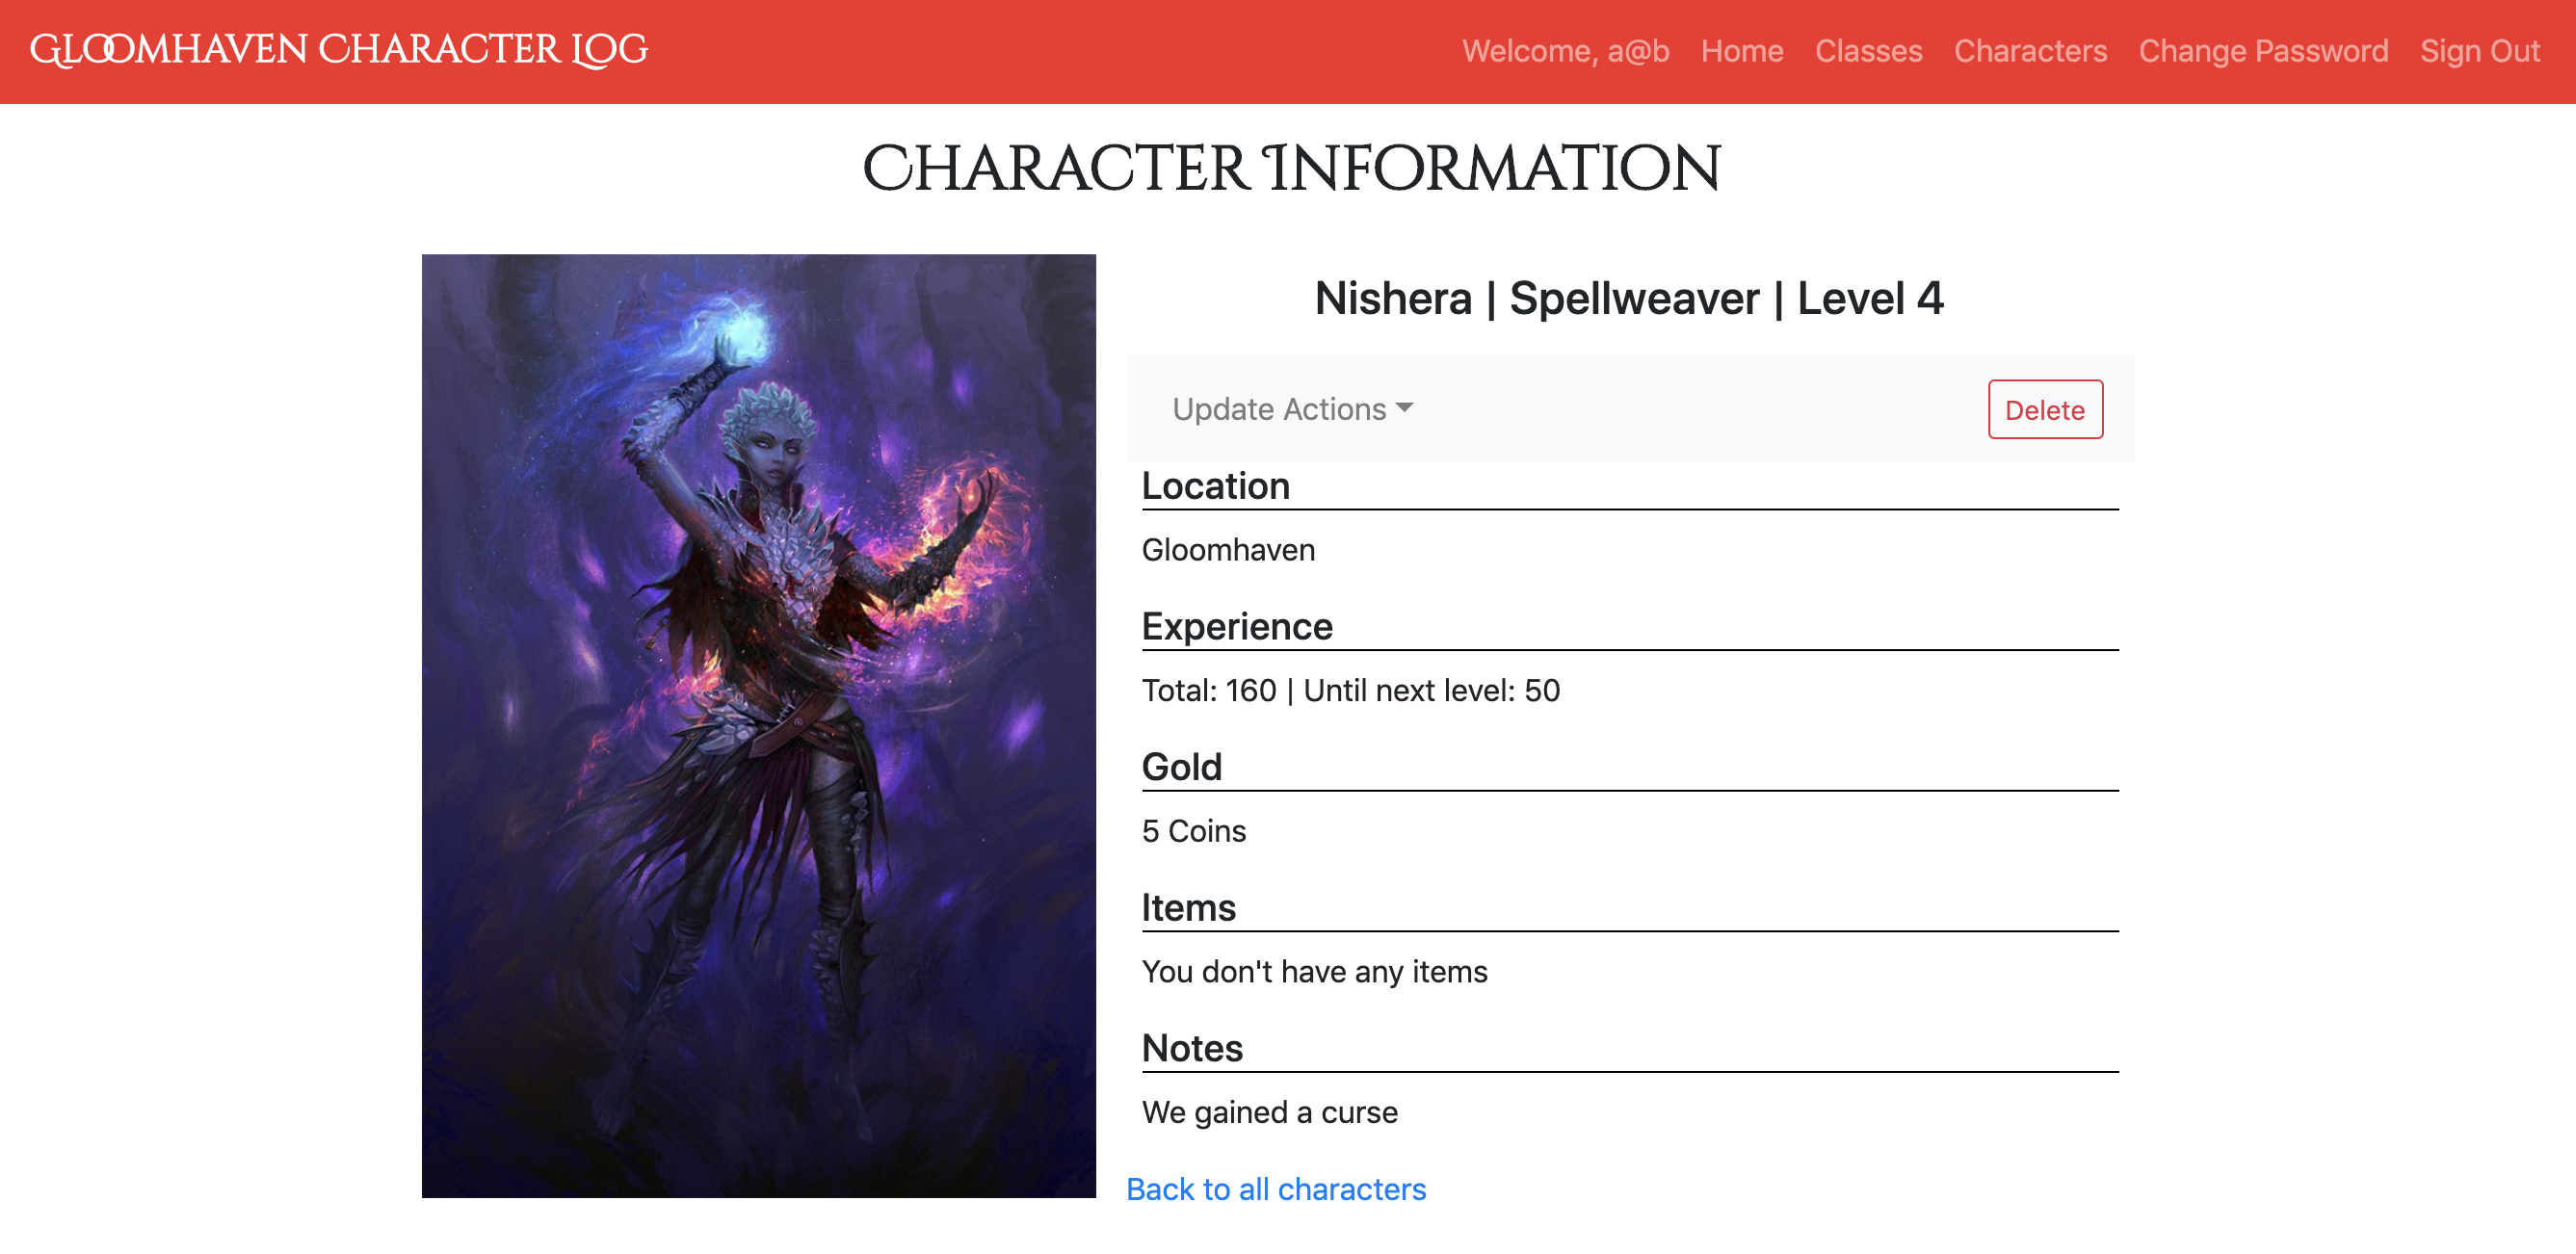 Gloomhaven Character Log
Welcome, a@b Home Classes Characters Change Password Sign Out
Character Information
Nishera | Spellweaver | Level 4
Update Actions
Delete
Location
Gloomhaven
Experience
Total: 160 | Until next level: 50
Gold
5 Coins
Items
You don't have any items
Notes
We gained a curse
Back to all characters